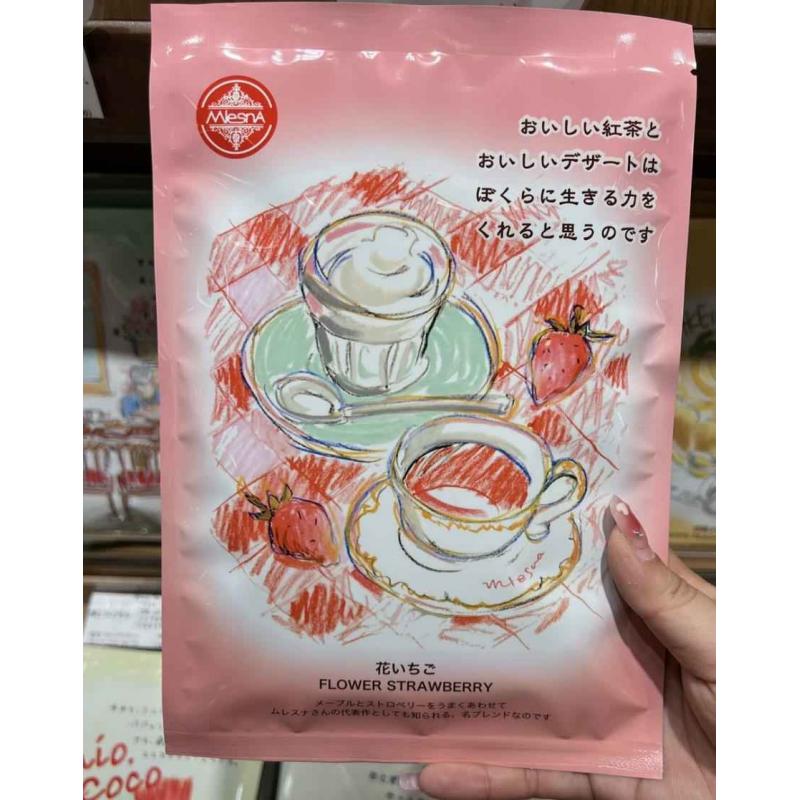 MlesnA
おいしい紅茶と
おいしいデザートは
ぼくらに生きる力を
くれると思うのです
mlesna
花いちご
FLOWER STRAWBERRY
メープルとストロベリーをうまくあわせて
ムレスナさんの代表作としても知られる、名ブレンドなのです
coco